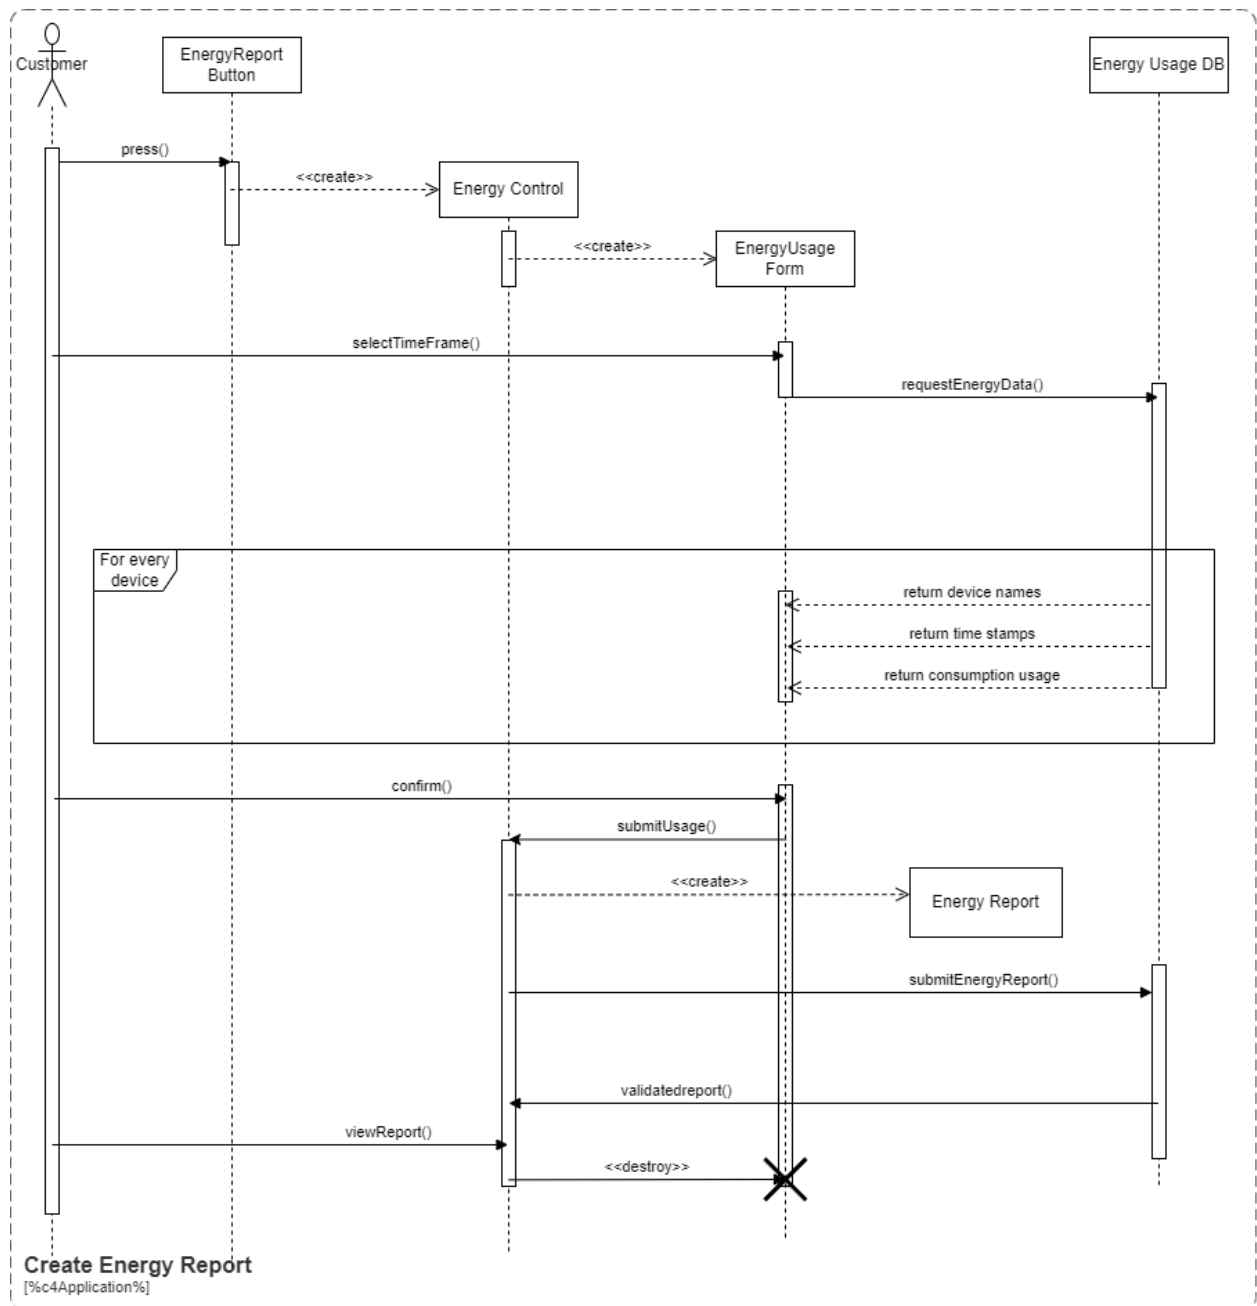 Customer
EnergyReport
Button
Energy Usage DB
press()
<<create>>
Energy Control
<<create>>
EnergyUsage
Form
selectTimeFrame()
requestEnergyData()
For every
device
return device names
return time stamps
return consumption usage
confirm()
submitUsage()
<<create>>
Energy Report
submitEnergyReport()
validatedreport()
viewReport()
<<destroy>>
Create Energy Report
[%c4Application%]